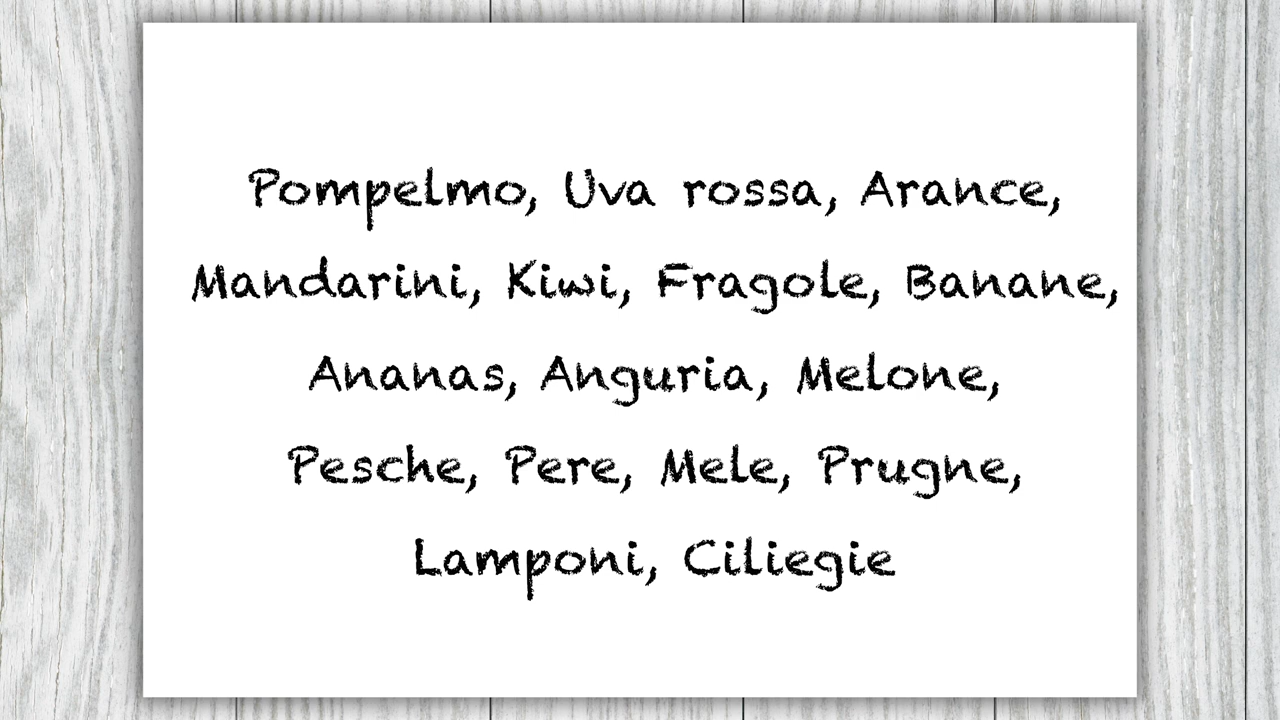 Pompelmo, Uva rossa, Arance,
Mandarini, Kiwi, Fragole, Banane,
Ananas, Anguria, Melone,
Pesche, Pere, Mele, Prugne,
Lamponi, Ciliegie